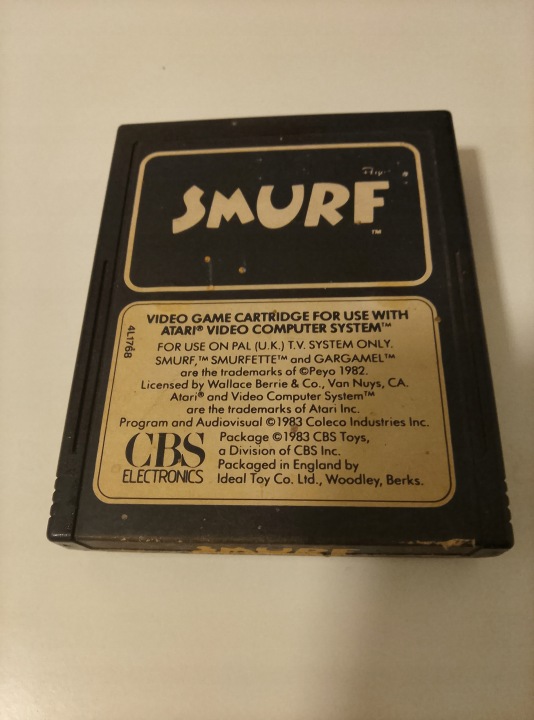 Peyo
SMURF
™
4L1768
VIDEO GAME CARTRIDGE FOR USE WITH
ATARI® VIDEO COMPUTER SYSTEM™
FOR USE ON PAL (U.K.) T.V. SYSTEM ONLY.
SMURF,™ SMURFETTE™ and GARGAMEL™
are the trademarks of ©Peyo 1982.
Licensed by Wallace Berrie & Co., Van Nuys, CA.
Atari® and Video Computer System™
are the trademarks of Atari Inc.
Program and Audiovisual ©1983 Coleco Industries Inc.
CBS
ELECTRONICS
Package ©1983 CBS Toys,
a Division of CBS Inc.
Packaged in England by
Ideal Toy Co. Ltd., Woodley, Berks.
SMURF